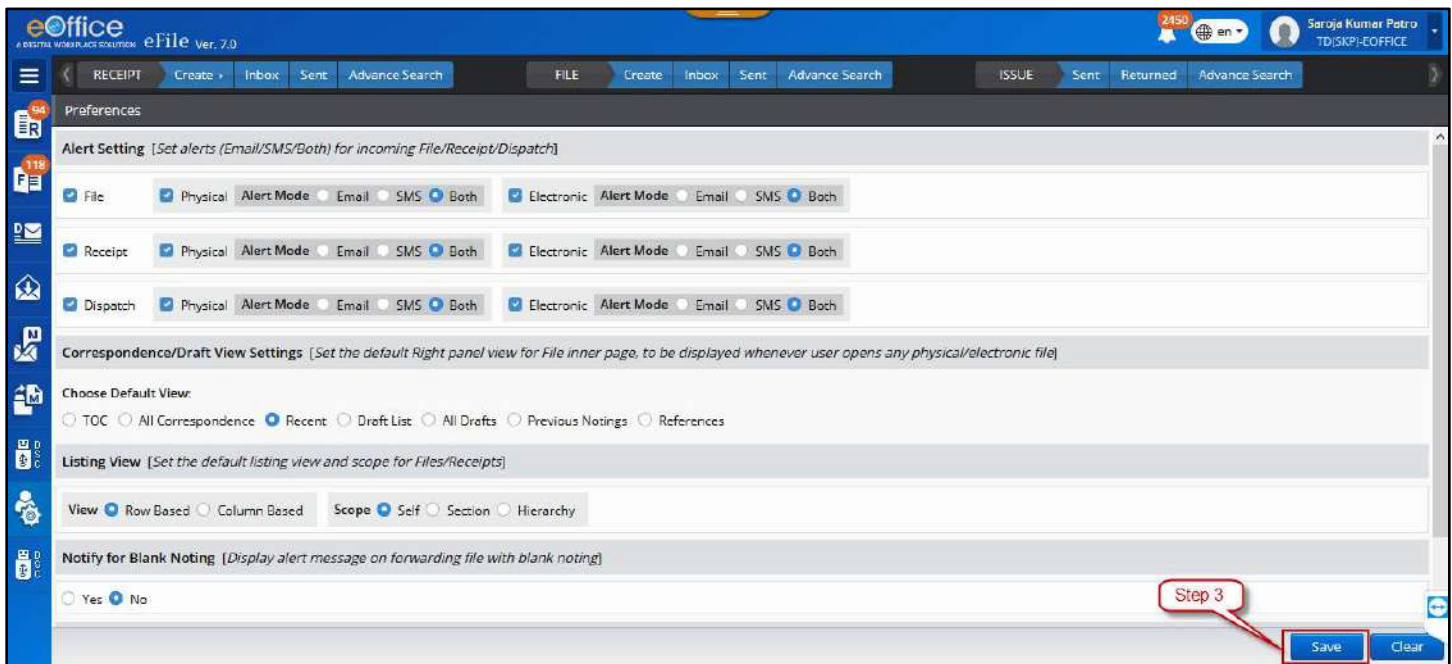 eOffice
A DIGITAL WORKPLACE SOLUTION eFile Ver. 7.0
2450
en
Saroja Kumar Patro
TD(SKP)-EOFFICE
RECEIPT Create Inbox Sent Advance Search FILE Create Inbox Sent Advance Search ISSUE Sent Returned Advance Search
Preferences
94
R
118
F
D
N
M
DSC
DSC
Alert Setting [Set alerts (Email/SMS/Both) for incoming File/Receipt/Dispatch]
File Physical Alert Mode Email SMS Both Electronic Alert Mode Email SMS Both
Receipt Physical Alert Mode Email SMS Both Electronic Alert Mode Email SMS Both
Dispatch Physical Alert Mode Email SMS Both Electronic Alert Mode Email SMS Both
Correspondence/Draft View Settings [Set the default Right panel view for File inner page, to be displayed whenever user opens any physical/electronic file]
Choose Default View:
TOC All Correspondence Recent Draft List All Drafts Previous Notings References
Listing View [Set the default listing view and scope for Files/Receipts]
View Row Based Column Based Scope Self Section Hierarchy
Notify for Blank Noting [Display alert message on forwarding file with blank noting]
Yes No
Step 3
Save Clear